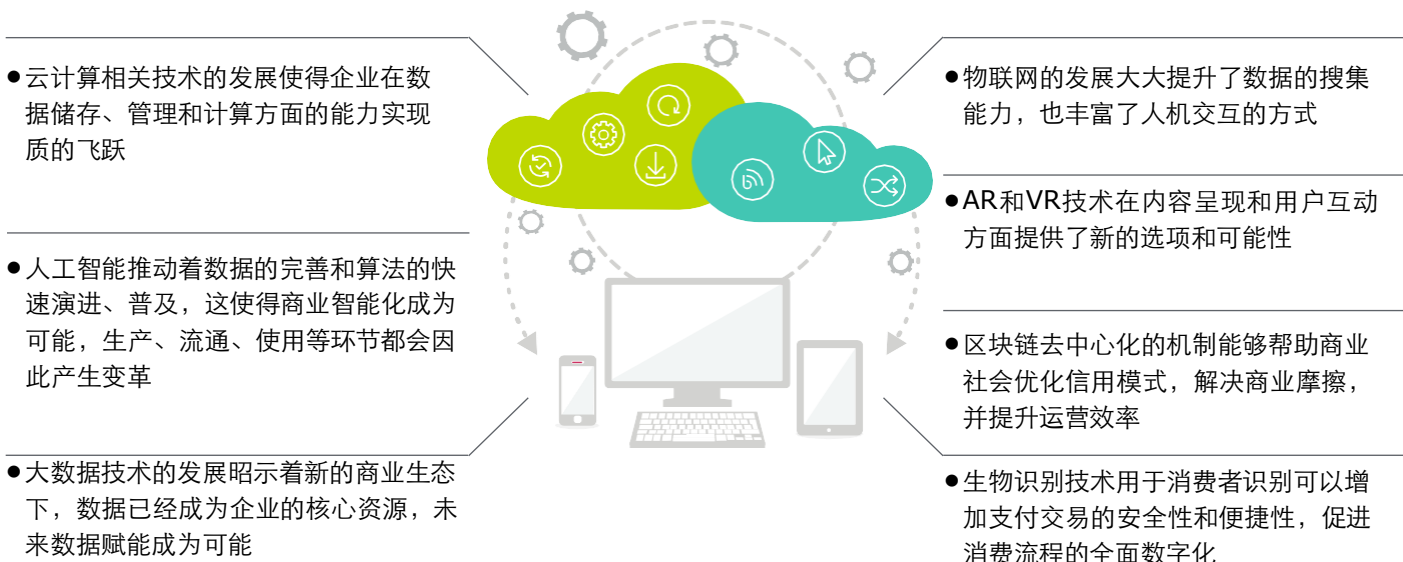 ●云计算相关技术的发展使得企业在数
据储存、管理和计算方面的能力实现
质的飞跃
●人工智能推动着数据的完善和算法的快
速演进、普及，这使得商业智能化成为
可能，生产、流通、使用等环节都会因
此产生变革
●大数据技术的发展昭示着新的商业生态
下，数据已经成为企业的核心资源，未
来数据赋能成为可能
●物联网的发展大大提升了数据的搜集
能力，也丰富了人机交互的方式
●AR和VR技术在内容呈现和用户互动
方面提供了新的选项和可能性
●区块链去中心化的机制能够帮助商业
社会优化信用模式，解决商业摩擦，
并提升运营效率
●生物识别技术用于消费者识别可以增
加支付交易的安全性和便捷性，促进
消费流程的全面数字化